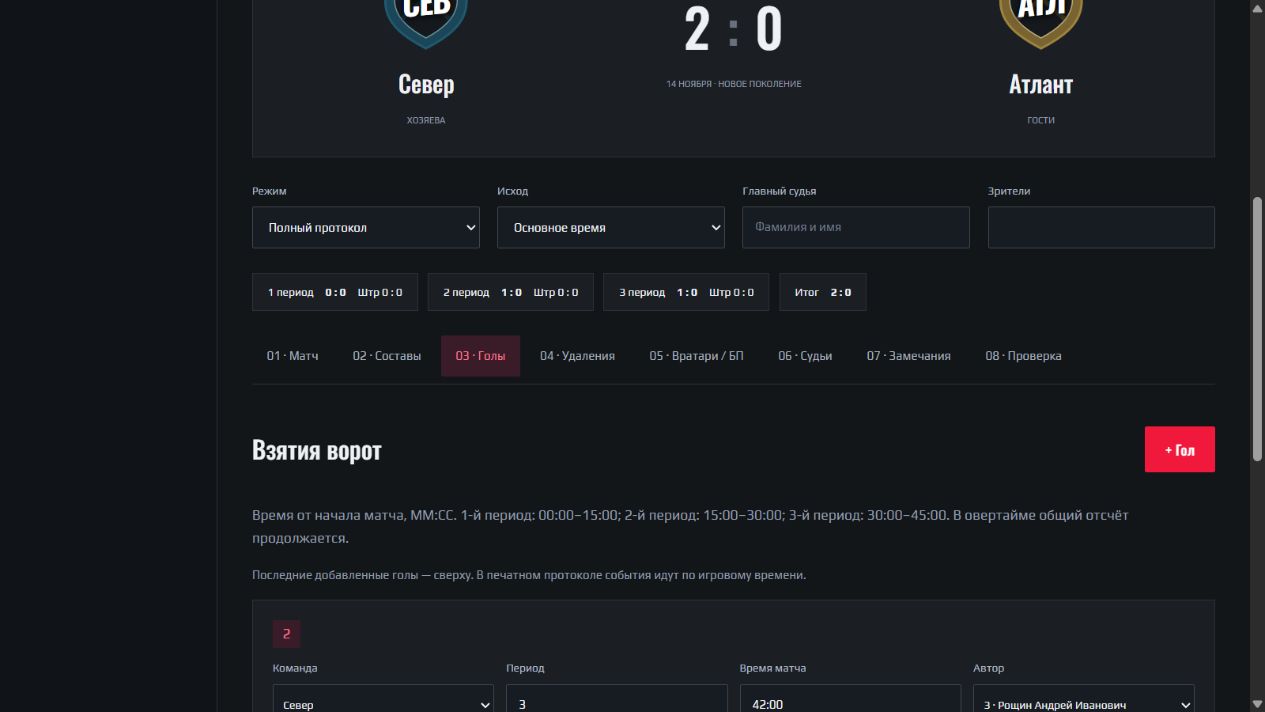 СЕВ
АТЛ
2 : 0
Север
14 НОЯБРЯ · НОВОЕ ПОКОЛЕНИЕ
Атлант
ХОЗЯЕВА
ГОСТИ
Режим
Исход
Главный судья
Зрители
Полный протокол
Основное время
Фамилия и имя
1 период 0 : 0 Штр 0 : 0
2 период 1 : 0 Штр 0 : 0
3 период 1 : 0 Штр 0 : 0
Итог 2 : 0
01 · Матч
02 · Составы
03 · Голы
04 · Удаления
05 · Вратари / БП
06 · Судьи
07 · Замечания
08 · Проверка
Взятия ворот
+ Гол
Время от начала матча, ММ:СС. 1-й период: 00:00–15:00; 2-й период: 15:00–30:00; 3-й период: 30:00–45:00. В овертайме общий отсчёт
продолжается.
Последние добавленные голы — сверху. В печатном протоколе события идут по игровому времени.
2
Команда
Период
Время матча
Автор
Север
3
42:00
3 · Рощин Андрей Иванович